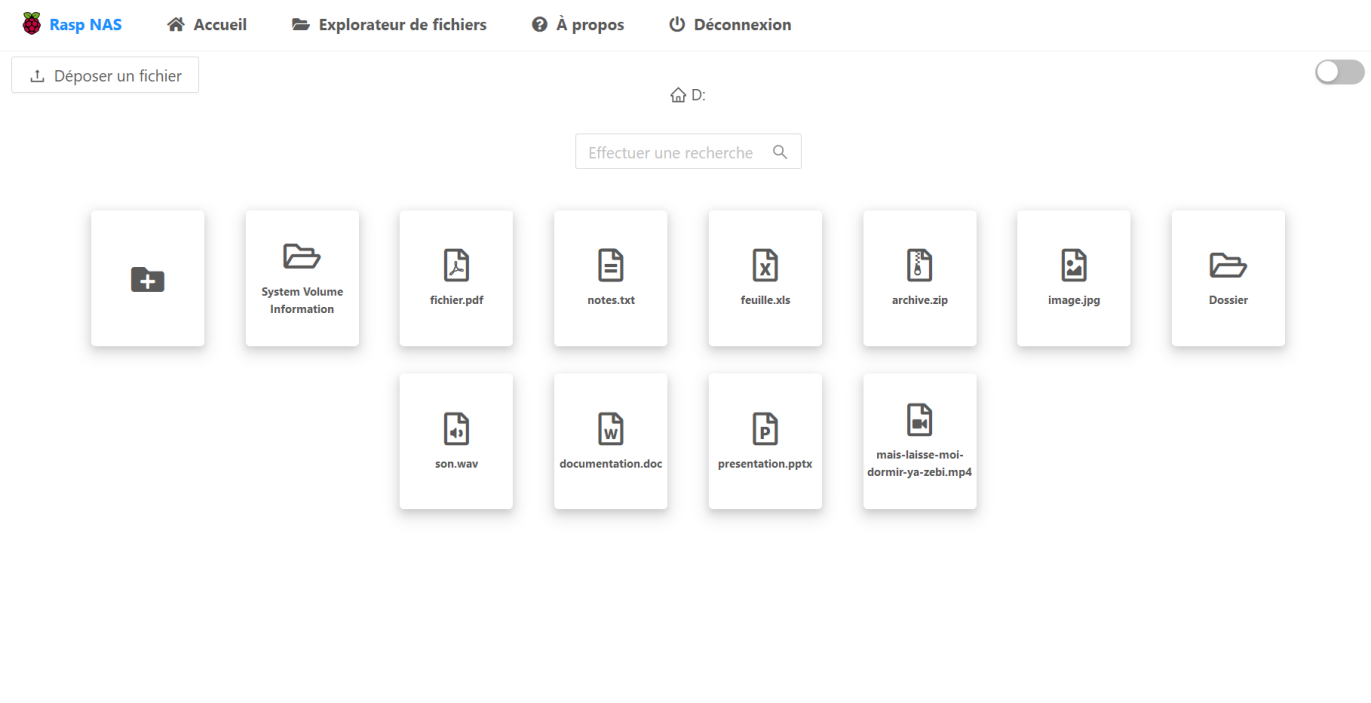 Rasp NAS Accueil Explorateur de fichiers À propos Déconnexion
Déposer un fichier
D:
Effectuer une recherche
System Volume
Information
fichier.pdf
notes.txt
feuille.xls
archive.zip
image.jpg
Dossier
son.wav
documentation.doc
presentation.pptx
mais-laisse-moi-
dormir-ya-zebi.mp4